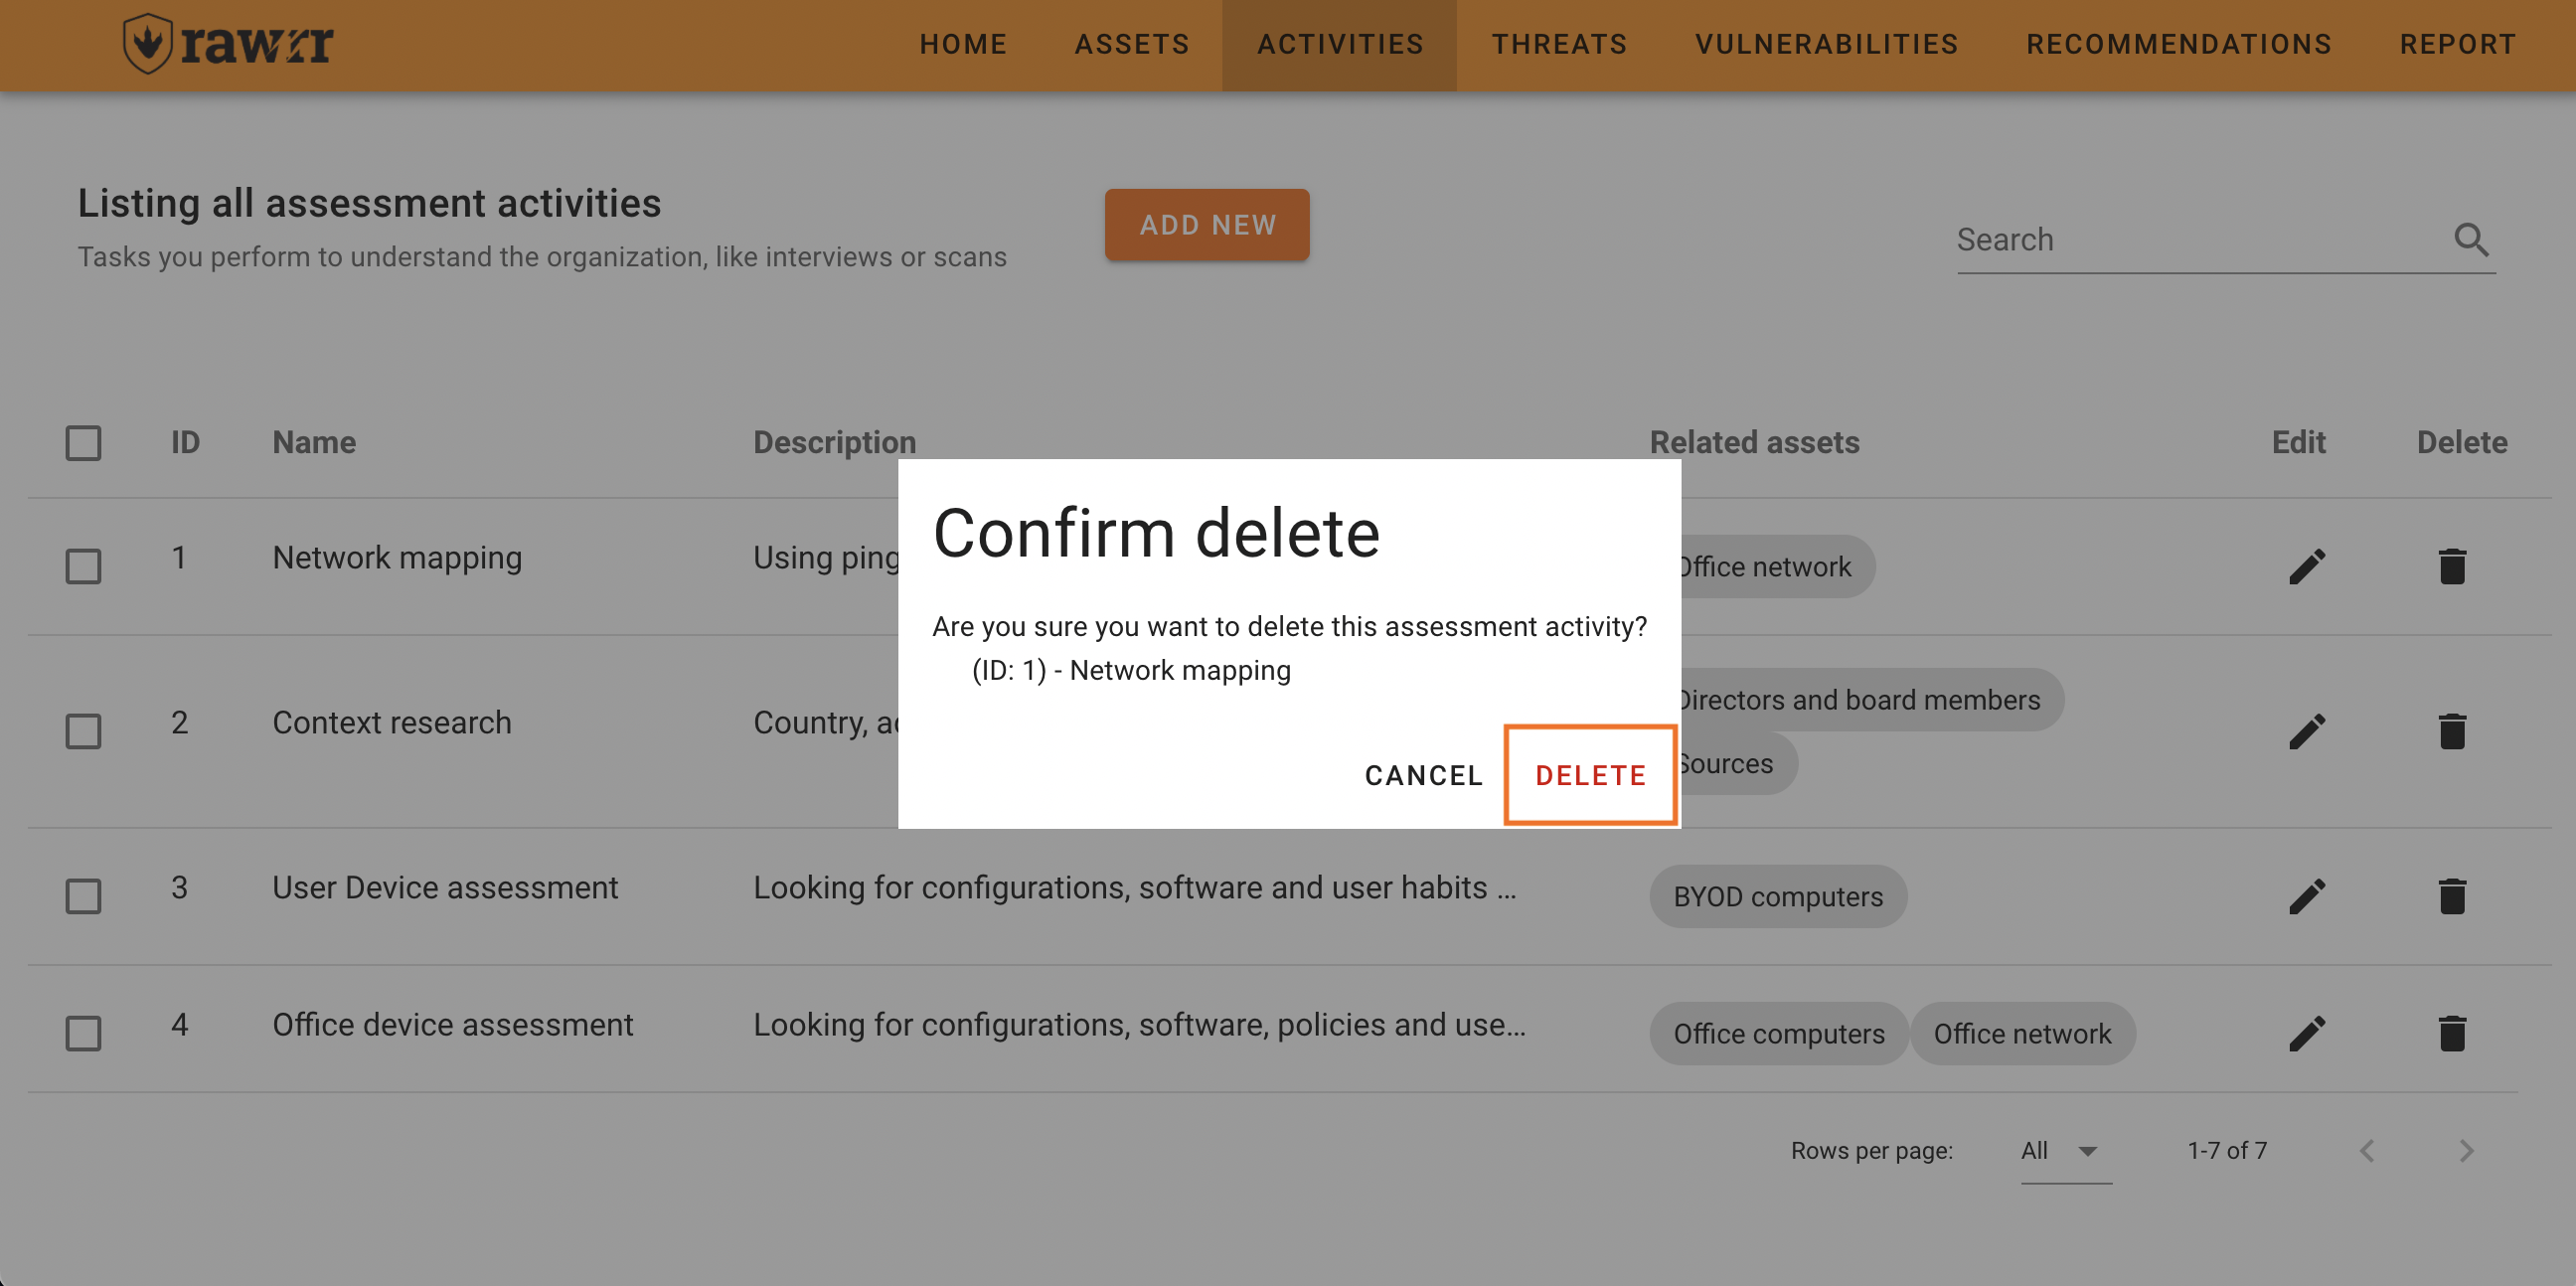 rawrr
HOME ASSETS ACTIVITIES THREATS VULNERABILITIES RECOMMENDATIONS REPORT
Listing all assessment activities
Tasks you perform to understand the organization, like interviews or scans
ADD NEW
Search
ID Name Description Related assets Edit Delete
1 Network mapping Using ping Office network
2 Context research Country, Directors and board members
Sources
Confirm delete
Are you sure you want to delete this assessment activity?
(ID: 1) - Network mapping
CANCEL DELETE
3 User Device assessment Looking for configurations, software and user habits ... BYOD computers
4 Office device assessment Looking for configurations, software, policies and use... Office computers Office network
Rows per page: All 1-7 of 7